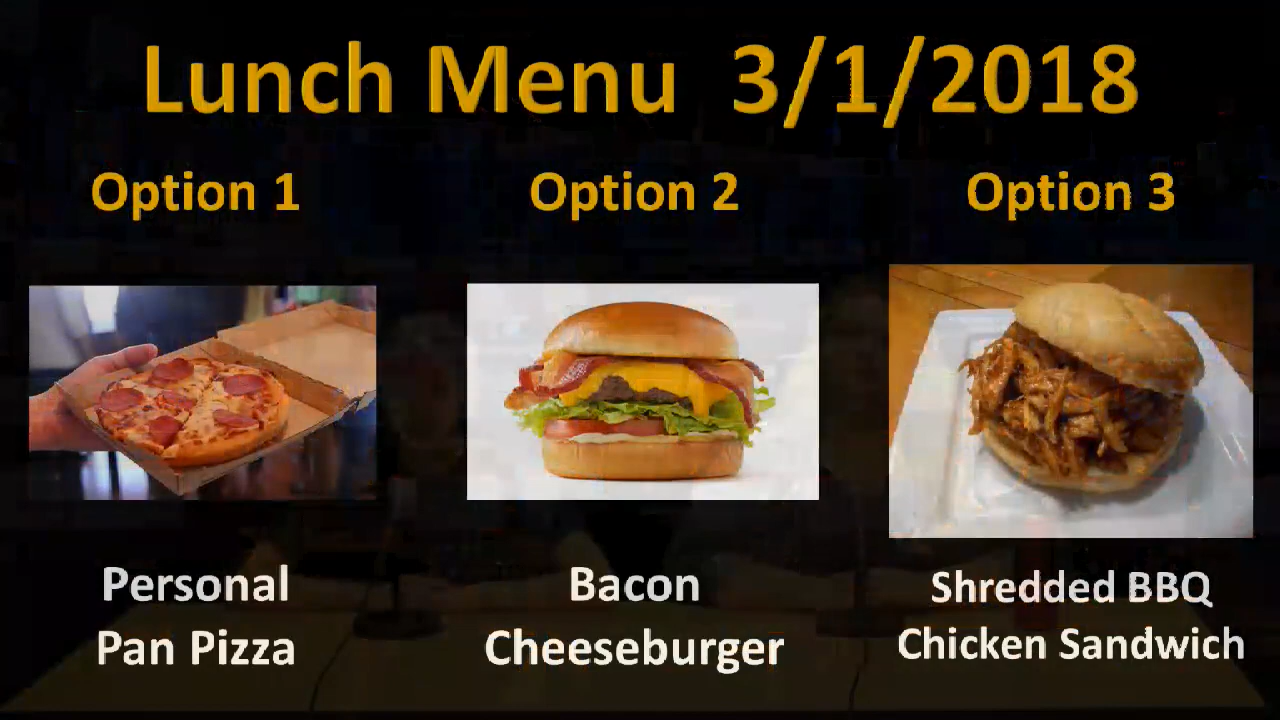 Lunch Menu 3/1/2018
Option 1
Option 2
Option 3
Personal
Pan Pizza
Bacon
Cheeseburger
Shredded BBQ
Chicken Sandwich